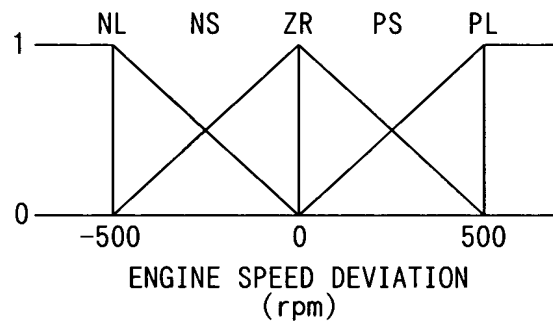 NL NS ZR PS PL
1
0
-500 0 500
ENGINE SPEED DEVIATION
(rpm)